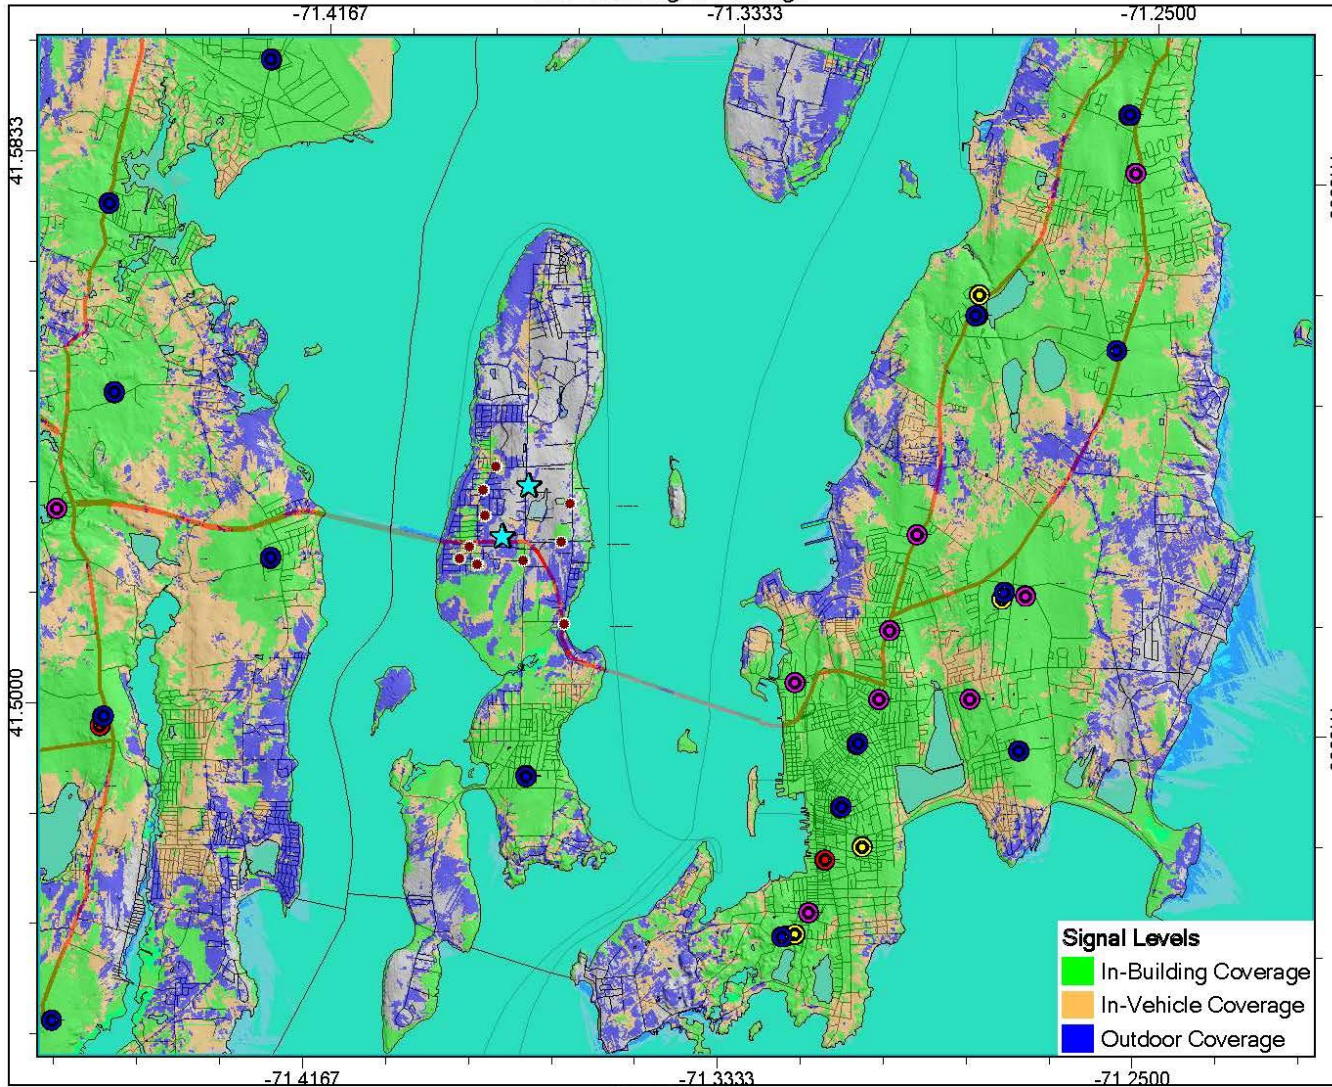 -71.4167
-71.3333
-71.2500
41.5833
41.5000
Signal Levels
In-Building Coverage
In-Vehicle Coverage
Outdoor Coverage
-71.4167
-71.3333
-71.2500